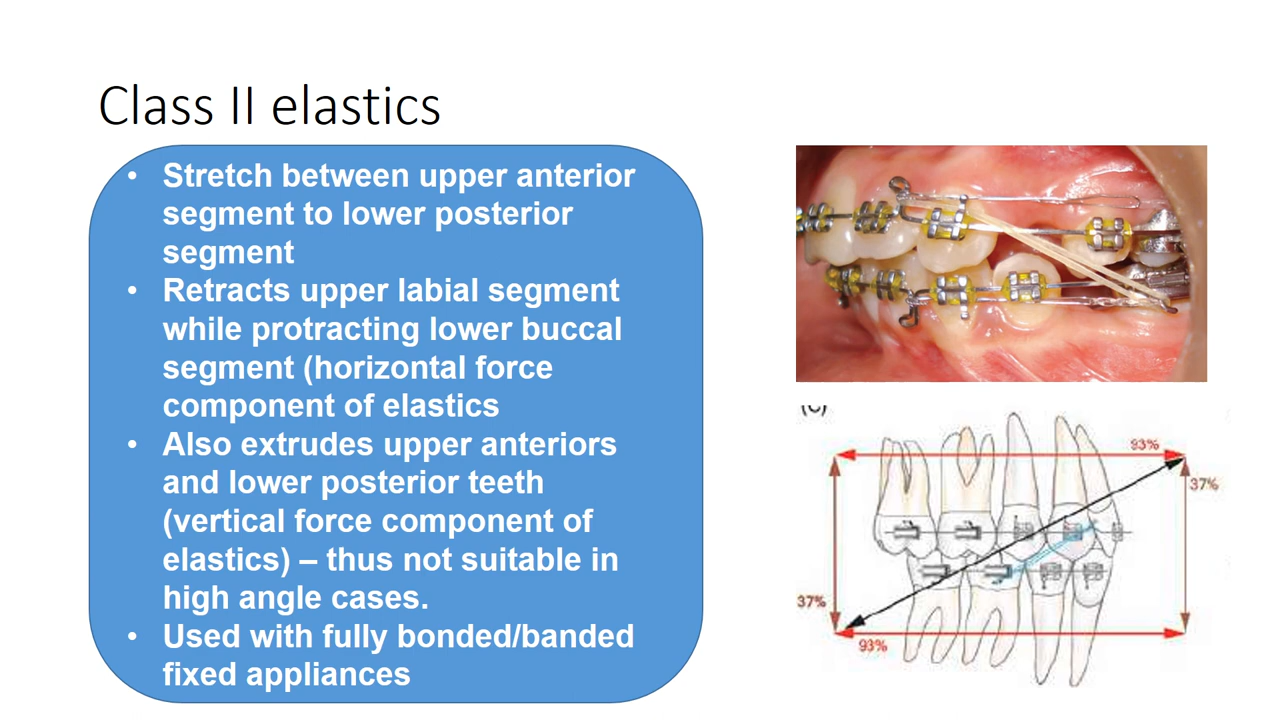 Class II elastics
• Stretch between upper anterior
segment to lower posterior
segment
• Retracts upper labial segment
while protracting lower buccal
segment (horizontal force
component of elastics
• Also extrudes upper anteriors
and lower posterior teeth
(vertical force component of
elastics) – thus not suitable in
high angle cases.
• Used with fully bonded/banded
fixed appliances
93%
37%
37%
93%